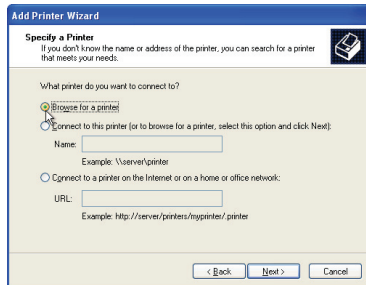 Add Printer Wizard
Specify a Printer
If you don't know the name or address of the printer, you can search for a printer
that meets your needs.
What printer do you want to connect to?
Browse for a printer
Connect to this printer (or to browse for a printer, select this option and click Next):
Name:
Example: \\server\printer
Connect to a printer on the Internet or on a home or office network:
URL:
Example: http://server/printers/myprinter/.printer
< Back Next > Cancel